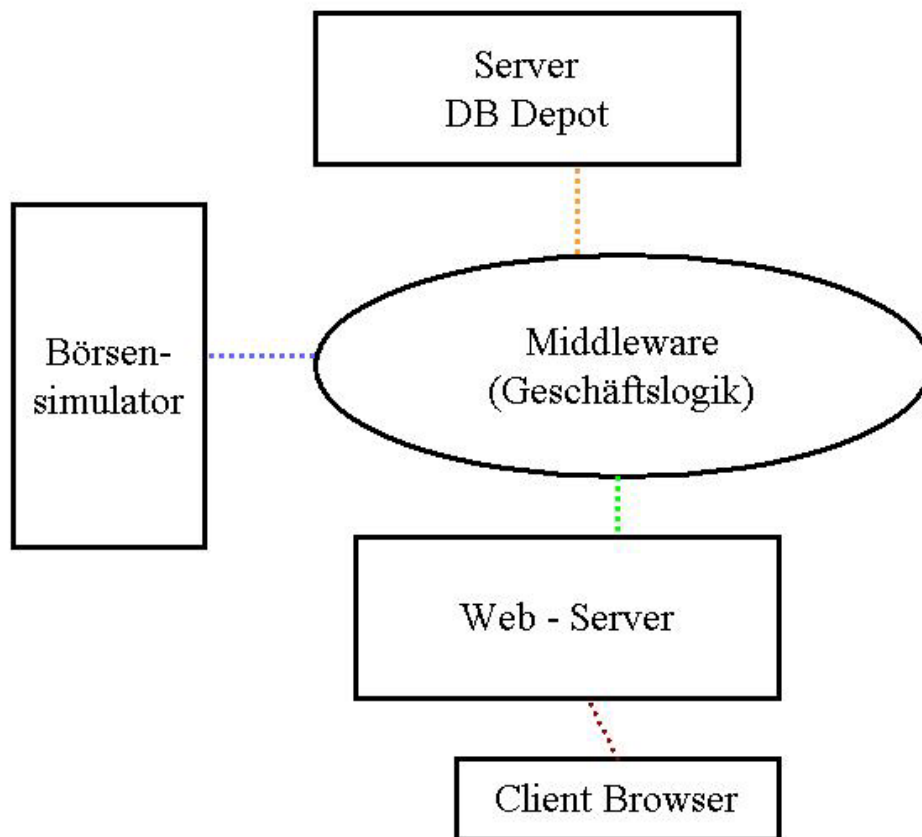 Server
DB Depot
Börsen-
simulator
Middleware
(Geschäftslogik)
Web - Server
Client Browser